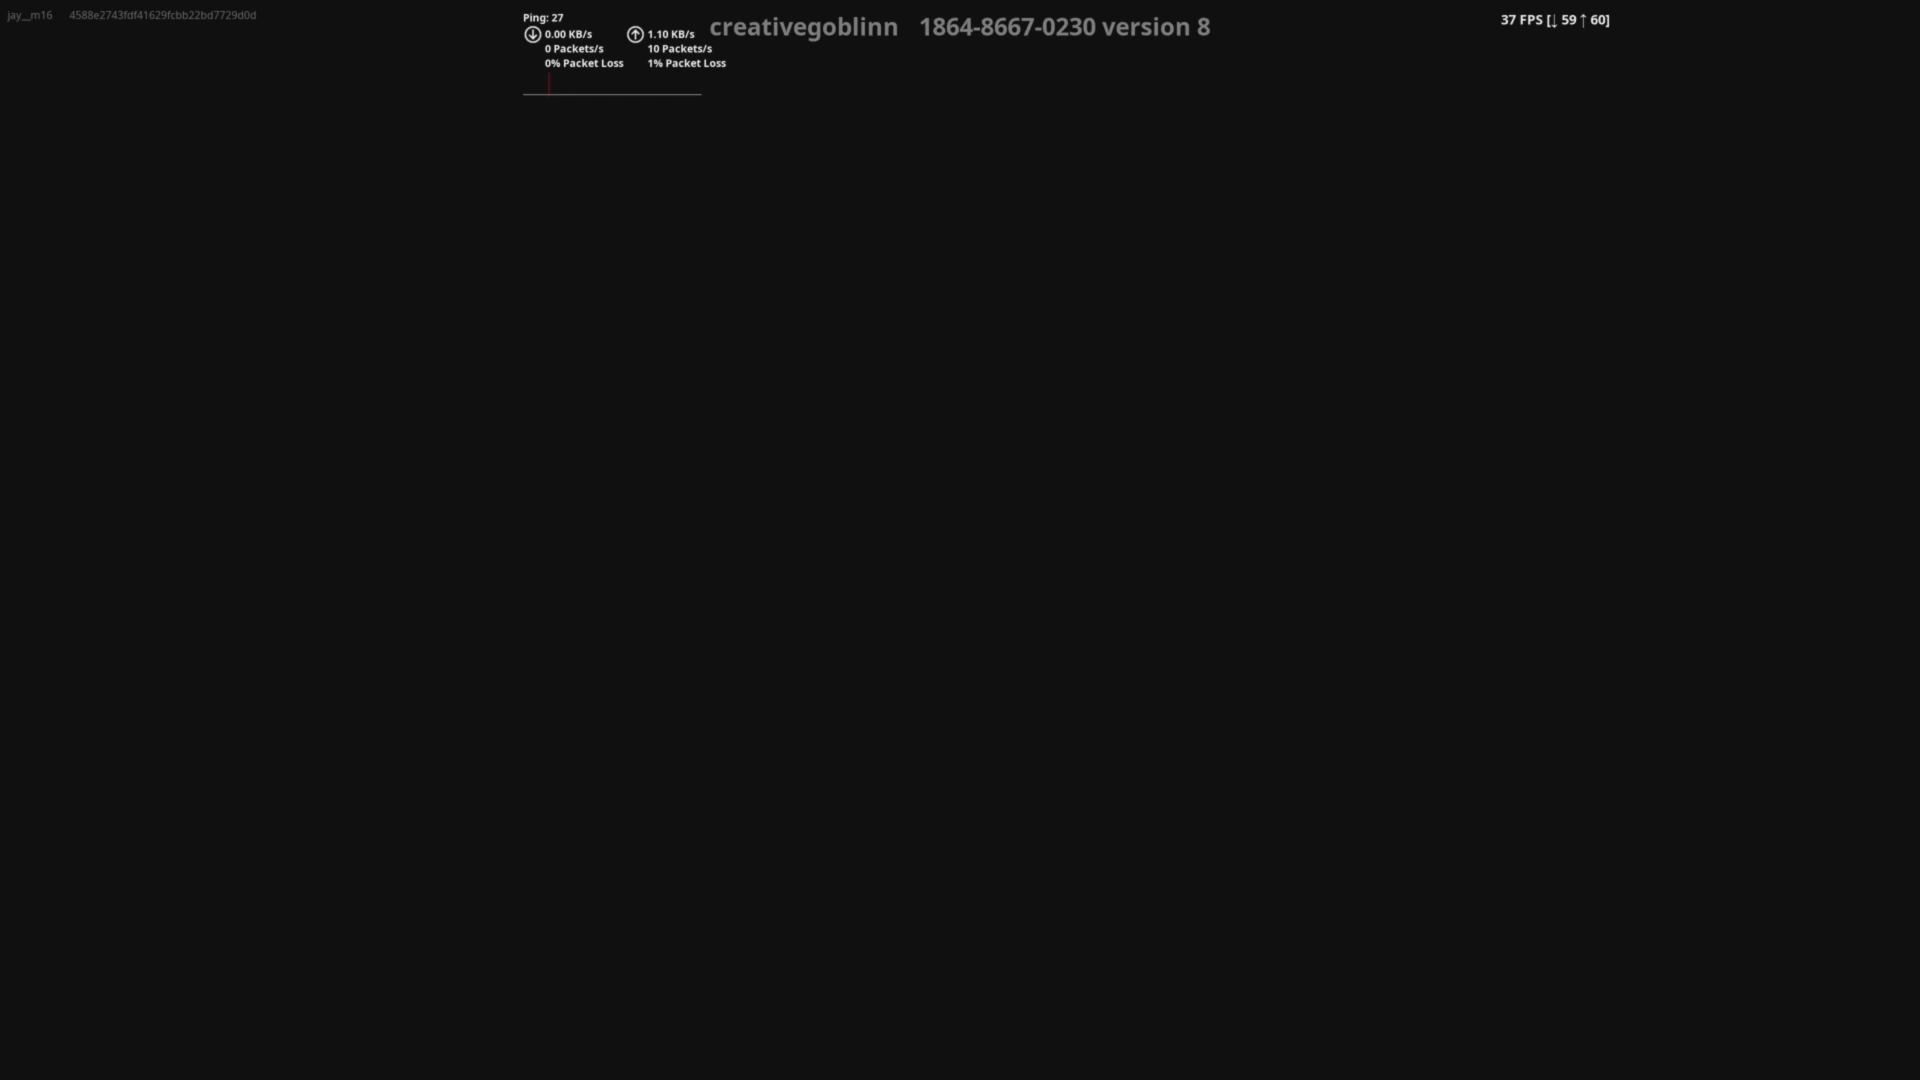 jay__m16 4588e2743fdf41629fcbb22bd7729d0d
Ping: 27
0.00 KB/s 1.10 KB/s
0 Packets/s 10 Packets/s
0% Packet Loss 1% Packet Loss
creativegoblinn 1864-8667-0230 version 8
37 FPS [↓ 59 ↑ 60]